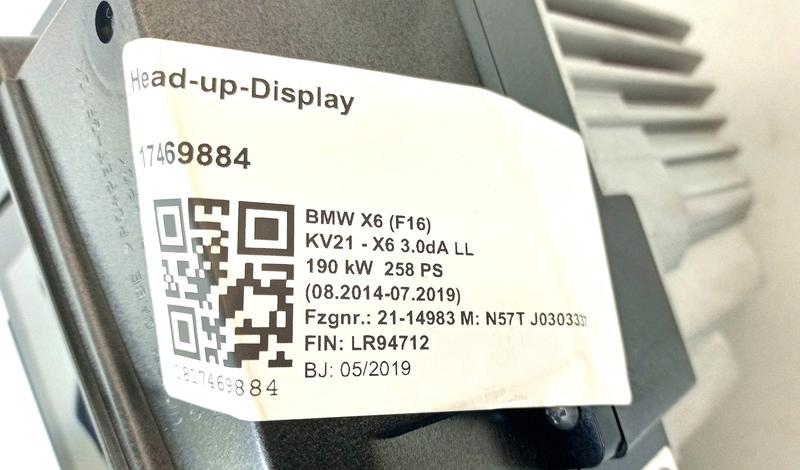 Head-up-Display
17469884
BMW X6 (F16)
KV21 - X6 3.0dA LL
190 kW 258 PS
(08.2014-07.2019)
Fzgnr.: 21-14983 M: N57T J0303337
FIN: LR94712
BJ: 05/2019
1817469884